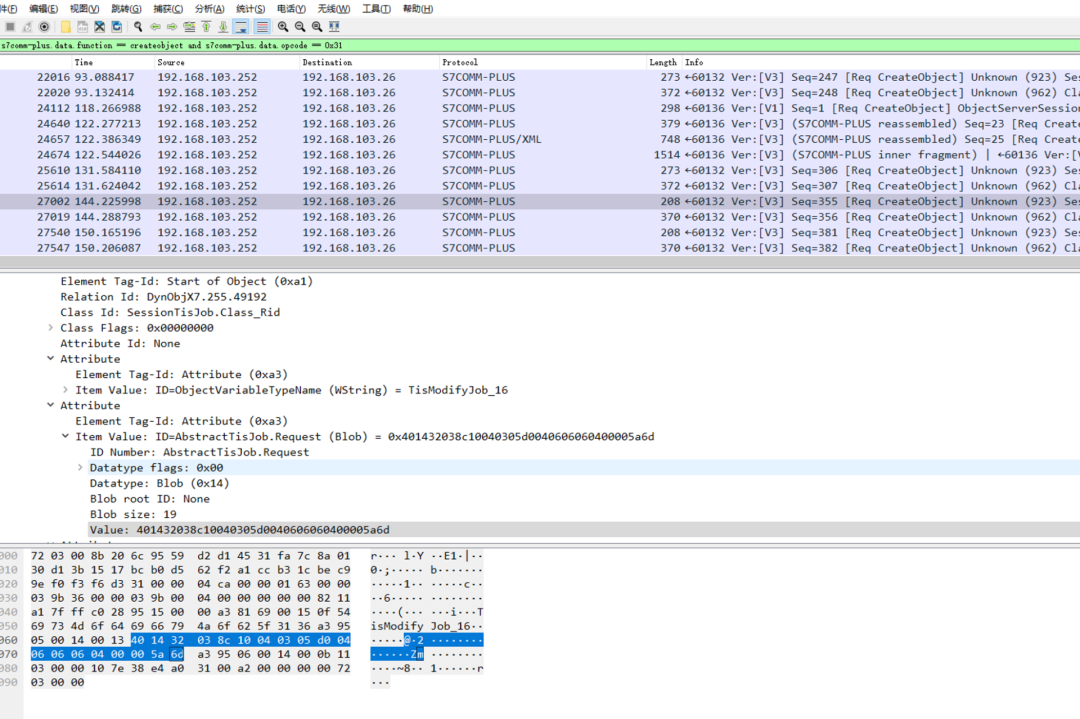 件(F) 编辑(E) 视图(V) 跳转(G) 捕获(C) 分析(A) 统计(S) 电话(Y) 无线(W) 工具(T) 帮助(H)
s7comm-plus.data.function == createobject and s7comm-plus.data.opcode == 0x31
Time Source Destination Protocol Length Info
22016 93.088417 192.168.103.252 192.168.103.26 S7COMM-PLUS 273 ←60132 Ver:[V3] Seq=247 [Req CreateObject] Unknown (923) Ses
22020 93.132414 192.168.103.252 192.168.103.26 S7COMM-PLUS 372 ←60132 Ver:[V3] Seq=248 [Req CreateObject] Unknown (962) Cla
24112 118.266988 192.168.103.252 192.168.103.26 S7COMM-PLUS 298 ←60136 Ver:[V1] Seq=1 [Req CreateObject] ObjectServerSession
24640 122.277213 192.168.103.252 192.168.103.26 S7COMM-PLUS 379 ←60136 Ver:[V3] (S7COMM-PLUS reassembled) Seq=23 [Req Create
24657 122.386349 192.168.103.252 192.168.103.26 S7COMM-PLUS/XML 748 ←60136 Ver:[V3] (S7COMM-PLUS reassembled) Seq=25 [Req Create
24674 122.544026 192.168.103.252 192.168.103.26 S7COMM-PLUS 1514 ←60136 Ver:[V3] (S7COMM-PLUS inner fragment) | ←60136 Ver:[V
25610 131.584110 192.168.103.252 192.168.103.26 S7COMM-PLUS 273 ←60132 Ver:[V3] Seq=306 [Req CreateObject] Unknown (923) Ses
25614 131.624042 192.168.103.252 192.168.103.26 S7COMM-PLUS 372 ←60132 Ver:[V3] Seq=307 [Req CreateObject] Unknown (962) Cla
27002 144.225998 192.168.103.252 192.168.103.26 S7COMM-PLUS 208 ←60132 Ver:[V3] Seq=355 [Req CreateObject] Unknown (923) Ses
27019 144.288793 192.168.103.252 192.168.103.26 S7COMM-PLUS 370 ←60132 Ver:[V3] Seq=356 [Req CreateObject] Unknown (962) Cla
27540 150.165196 192.168.103.252 192.168.103.26 S7COMM-PLUS 208 ←60132 Ver:[V3] Seq=381 [Req CreateObject] Unknown (923) Ses
27547 150.206087 192.168.103.252 192.168.103.26 S7COMM-PLUS 370 ←60132 Ver:[V3] Seq=382 [Req CreateObject] Unknown (962) Cla
Element Tag-Id: Start of Object (0xa1)
Relation Id: DynObjX7.255.49192
Class Id: SessionTisJob.Class_Rid
Class Flags: 0x00000000
Attribute Id: None
Attribute
Element Tag-Id: Attribute (0xa3)
Item Value: ID=ObjectVariableTypeName (WString) = TisModifyJob_16
Attribute
Element Tag-Id: Attribute (0xa3)
Item Value: ID=AbstractTisJob.Request (Blob) = 0x401432038c10040305d0040606060400005a6d
ID Number: AbstractTisJob.Request
Datatype flags: 0x00
Datatype: Blob (0x14)
Blob root ID: None
Blob size: 19
Value: 401432038c10040305d0040606060400005a6d
000 72 03 00 8b 20 6c 95 59 d2 d1 45 31 fa 7c 8a 01 r··· l·Y ··E1·|··
010 30 d1 3b 15 17 bc b0 d5 62 f2 a1 cc b3 1c be c9 0·;····· b·······
020 9e f0 f3 f6 d3 31 00 00 04 ca 00 00 01 63 00 00 ·····1·· ·····c··
030 03 9b 36 00 00 03 9b 00 04 00 00 00 00 00 82 11 ··6····· ········
040 a1 7f ff c0 28 95 15 00 00 a3 81 69 00 15 0f 54 ····(··· ···i···T
050 69 73 4d 6f 64 69 66 79 4a 6f 62 5f 31 36 a3 95 isModify Job_16··
060 05 00 14 00 13 40 14 32 03 8c 10 04 03 05 d0 04 ·····@·2 ········
070 06 06 06 04 00 00 5a 6d a3 95 06 00 14 00 0b 11 ······Zm ········
080 03 00 00 10 7e 38 e4 a0 31 00 a2 00 00 00 00 72 ····~8·· 1······r
090 03 00 00 ···